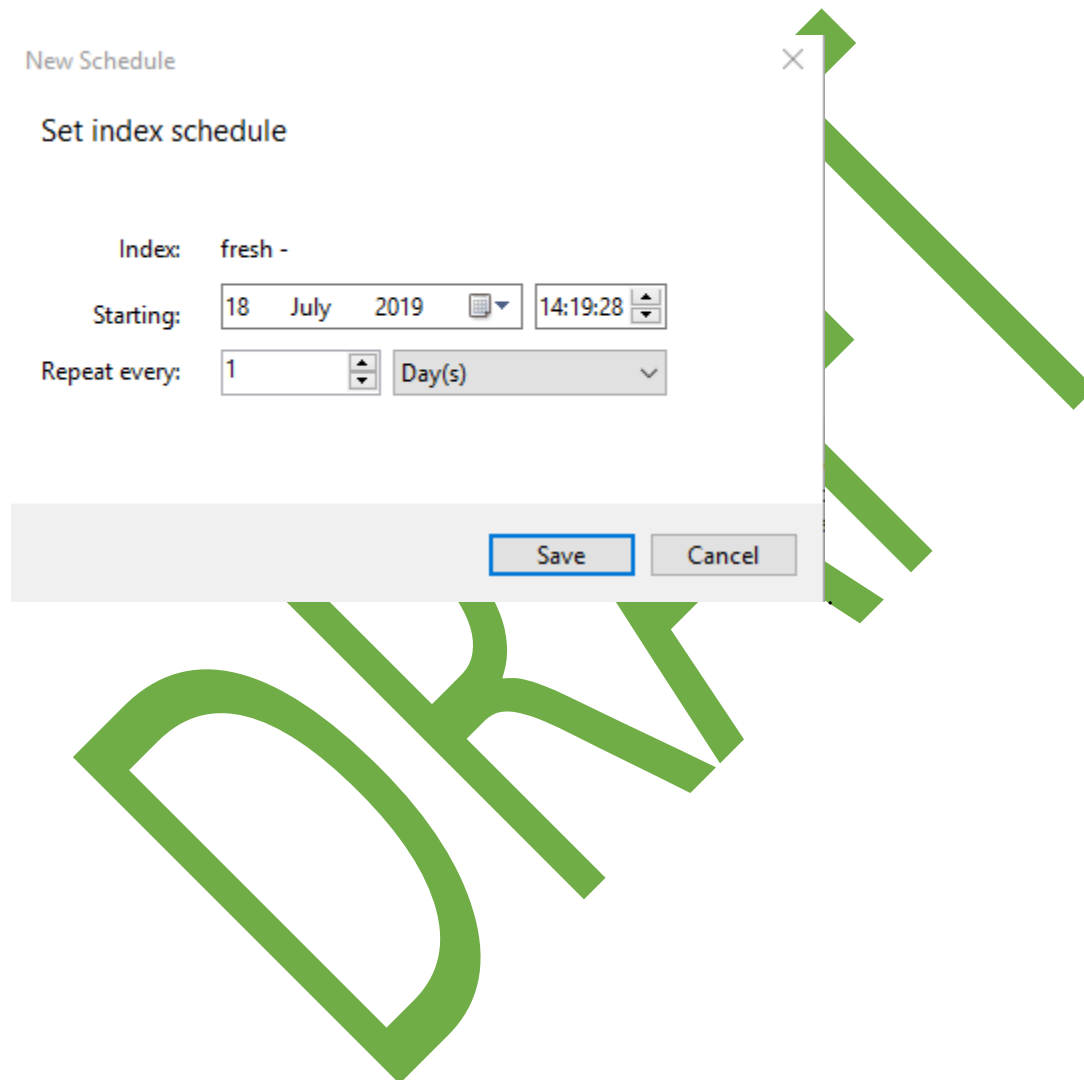 New Schedule
Set index schedule
Index: fresh -
Starting: 18 July 2019 14:19:28
Repeat every: 1 Day(s)
Save Cancel
DRAFT